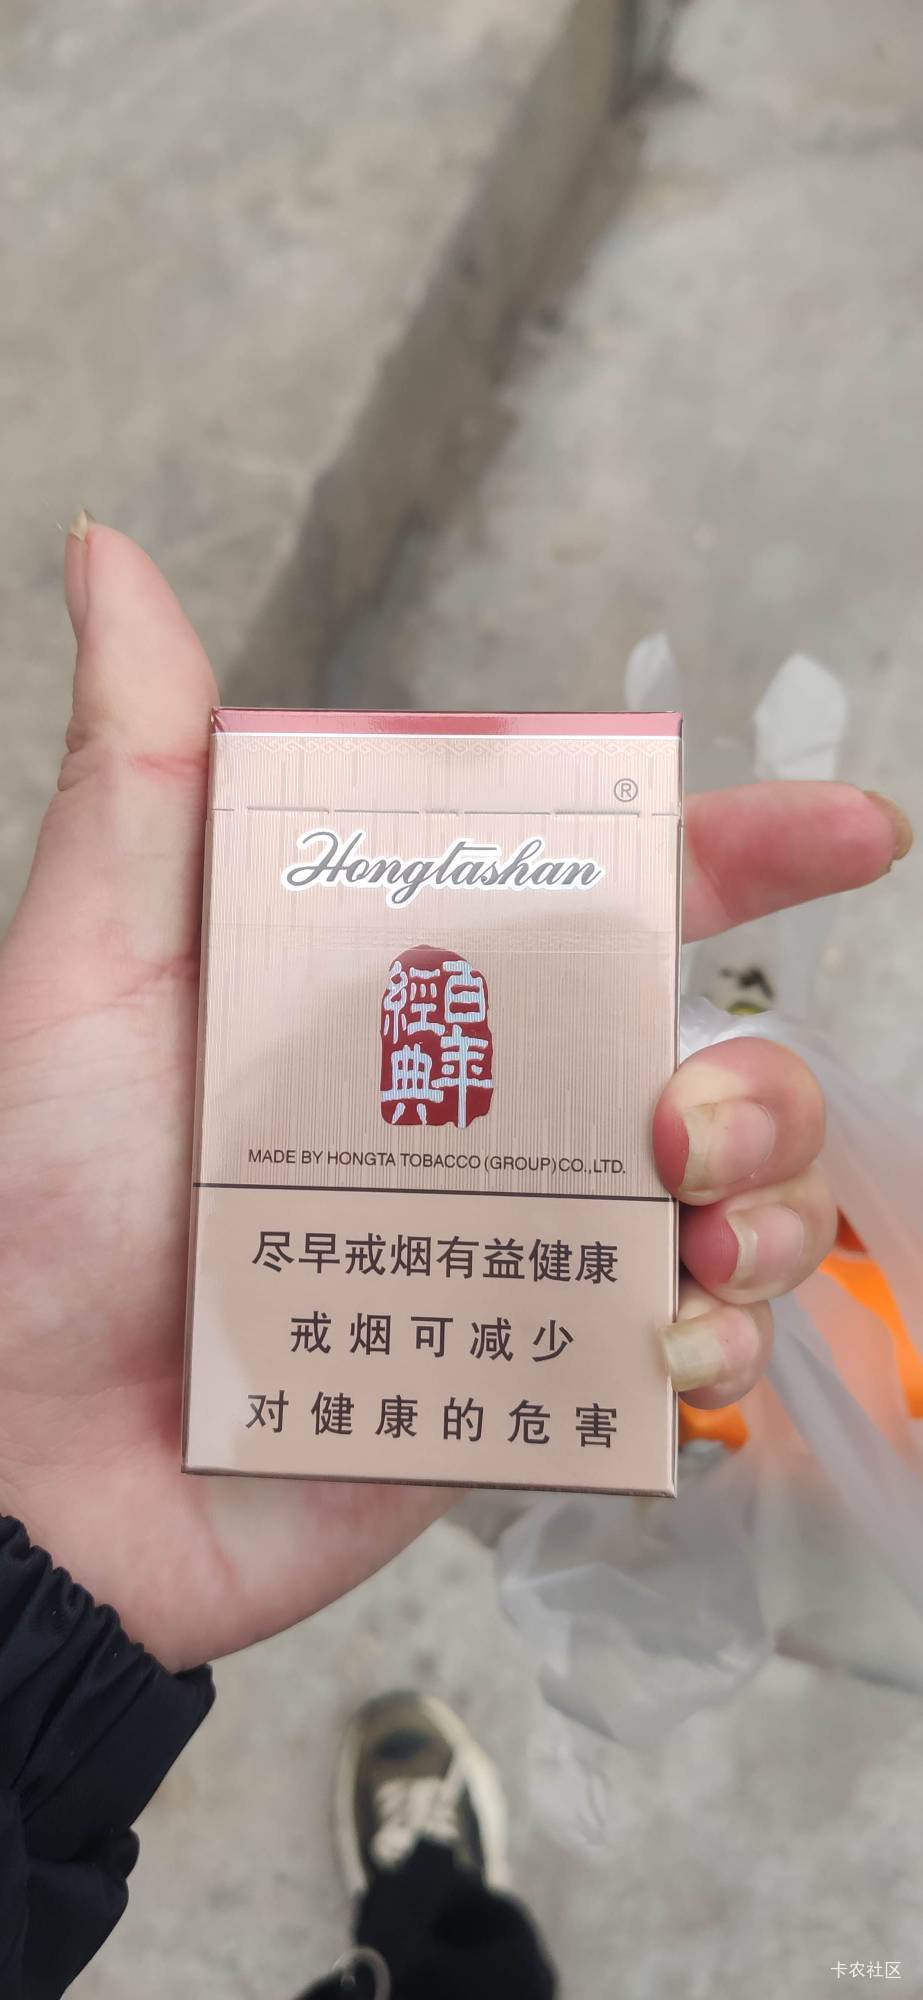 ®
Hongtashan
百年
經典
MADE BY HONGTA TOBACCO (GROUP) CO., LTD.
尽早戒烟有益健康
戒烟可减少
对健康的危害
卡农社区